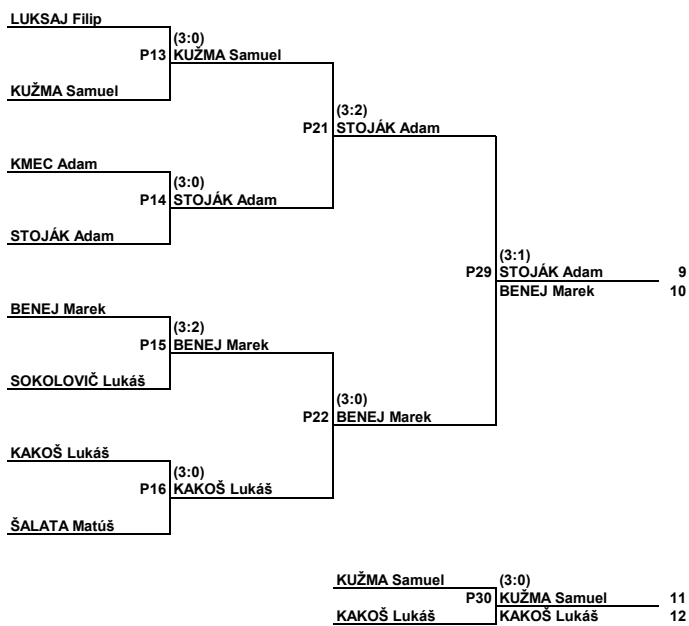 LUKSAJ Filip
(3:0)
P13 KUŽMA Samuel
KUŽMA Samuel
(3:2)
P21 STOJÁK Adam
KMEC Adam
(3:0)
P14 STOJÁK Adam
STOJÁK Adam
(3:1)
P29 STOJÁK Adam 9
BENEJ Marek 10
BENEJ Marek
(3:2)
P15 BENEJ Marek
SOKOLOVIČ Lukáš
(3:0)
P22 BENEJ Marek
KAKOŠ Lukáš
(3:0)
P16 KAKOŠ Lukáš
ŠALATA Matúš
KUŽMA Samuel (3:0)
P30 KUŽMA Samuel 11
KAKOŠ Lukáš KAKOŠ Lukáš 12